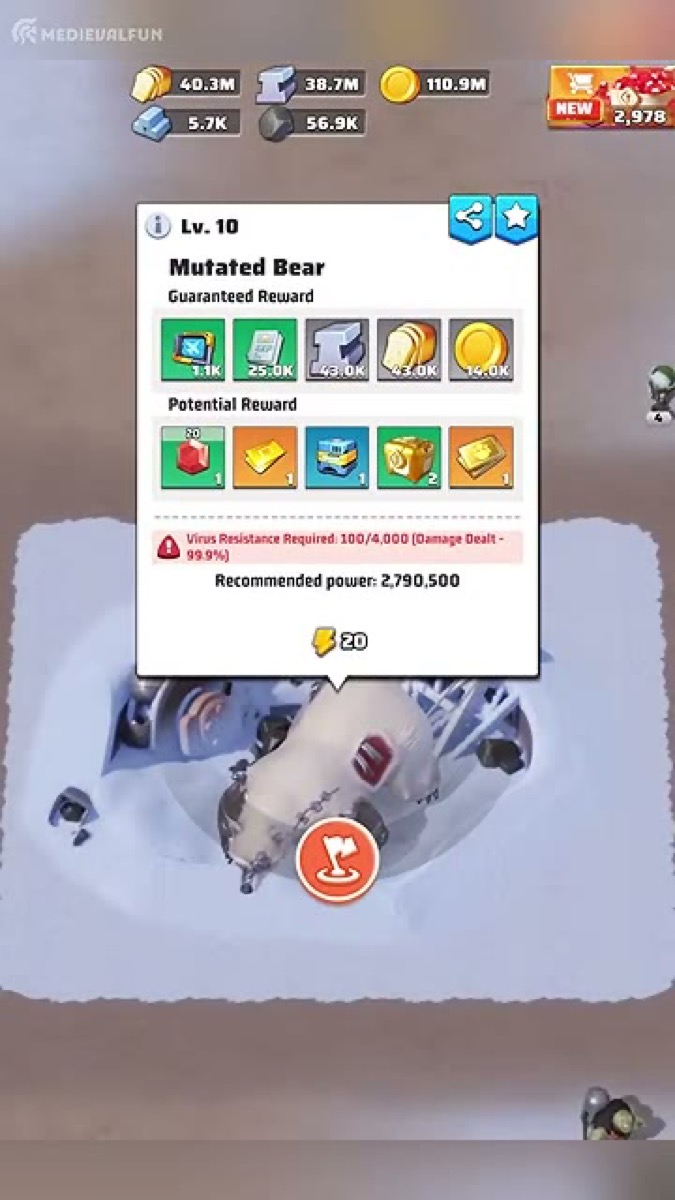 MEDIEVALFUN
40.3M 38.7M 110.9M
5.7K 56.9K
NEW 2,978
Lv. 10
Mutated Bear
Guaranteed Reward
1.1K 25.0K 43.0K 43.0K 14.0K
Potential Reward
20
1 1 1 2 1
Virus Resistance Required: 100/4,000 (Damage Dealt -
99.9%)
Recommended power: 2,790,500
20
4